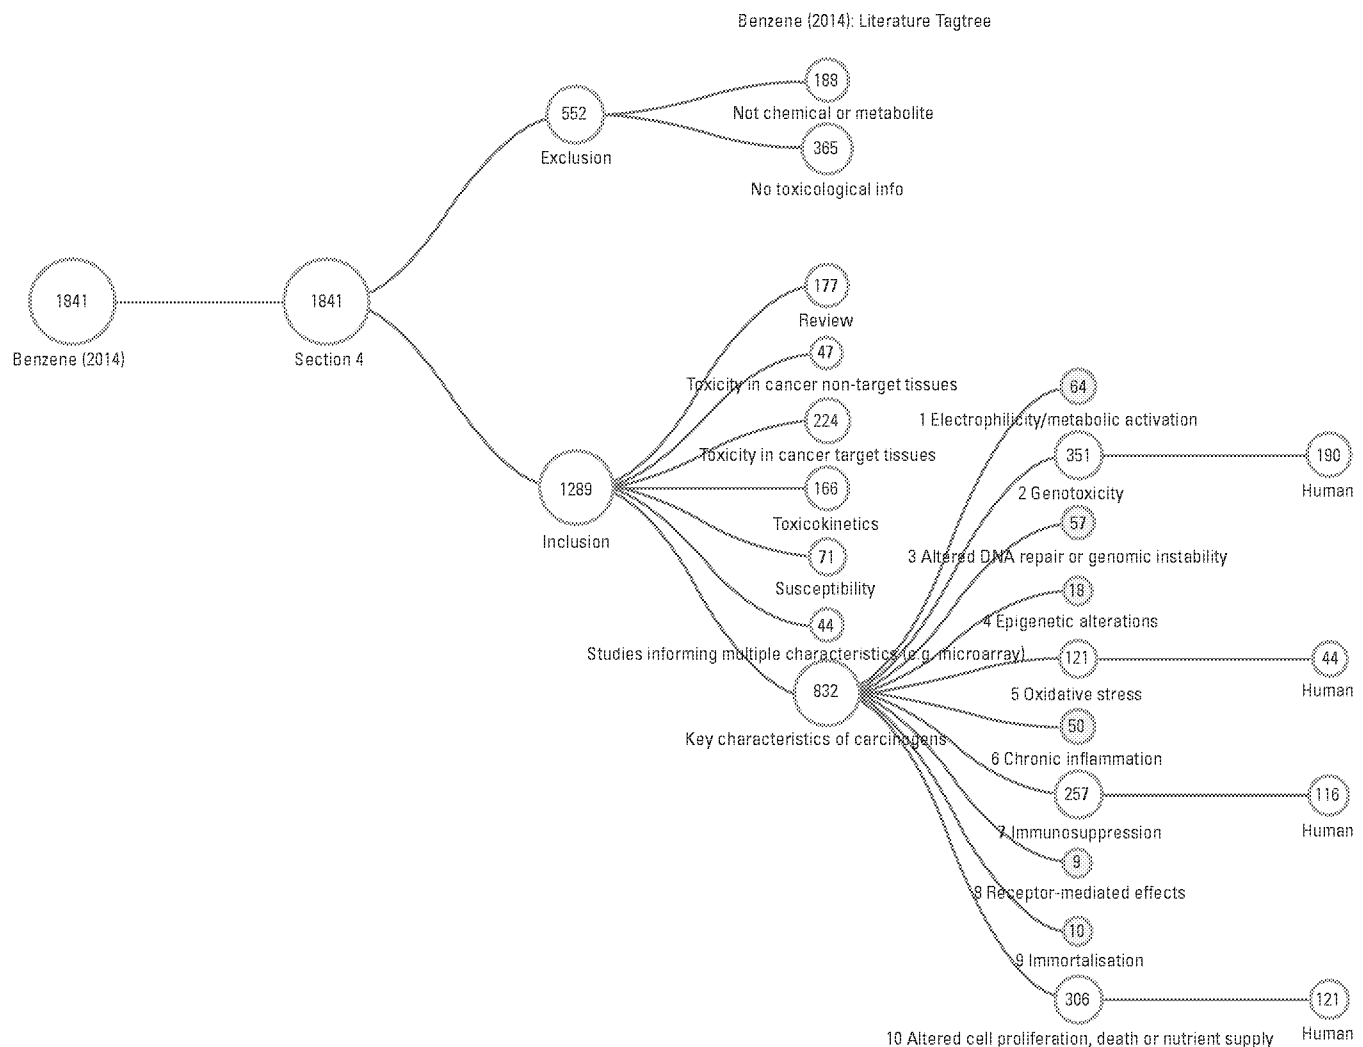 Benzene (2014): Literature Tagtree
188
Not chemical or metabolite
552
Exclusion
365
No toxicological info
1841
Benzene (2014)
1841
Section 4
177
Review
47
Toxicity in cancer non-target tissues
224
Toxicity in cancer target tissues
1289
Inclusion
166
Toxicokinetics
71
Susceptibility
44
Studies informing multiple characteristics (e.g. microarray)
832
Key characteristics of carcinogens
64
1 Electrophilicity/metabolic activation
351
2 Genotoxicity
190
Human
57
3 Altered DNA repair or genomic instability
18
4 Epigenetic alterations
121
5 Oxidative stress
44
Human
50
6 Chronic inflammation
257
7 Immunosuppression
116
Human
9
8 Receptor-mediated effects
10
9 Immortalisation
306
10 Altered cell proliferation, death or nutrient supply
121
Human